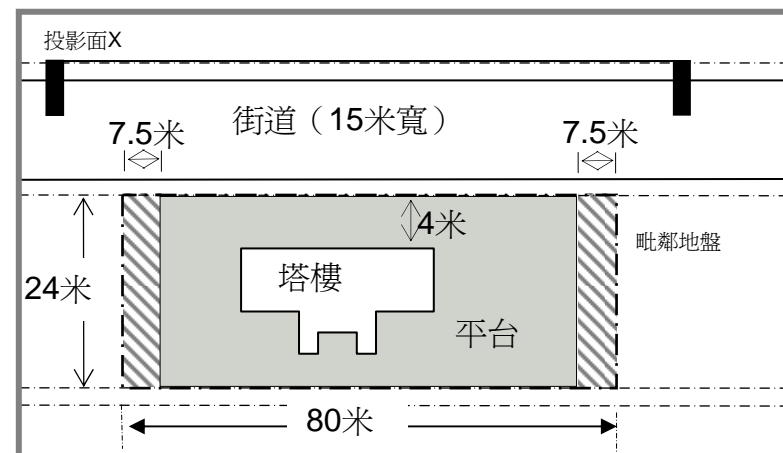 投影面X
街道（15米寬）
7.5米
7.5米
4米
毗鄰地盤
塔樓
24米
平台
80米